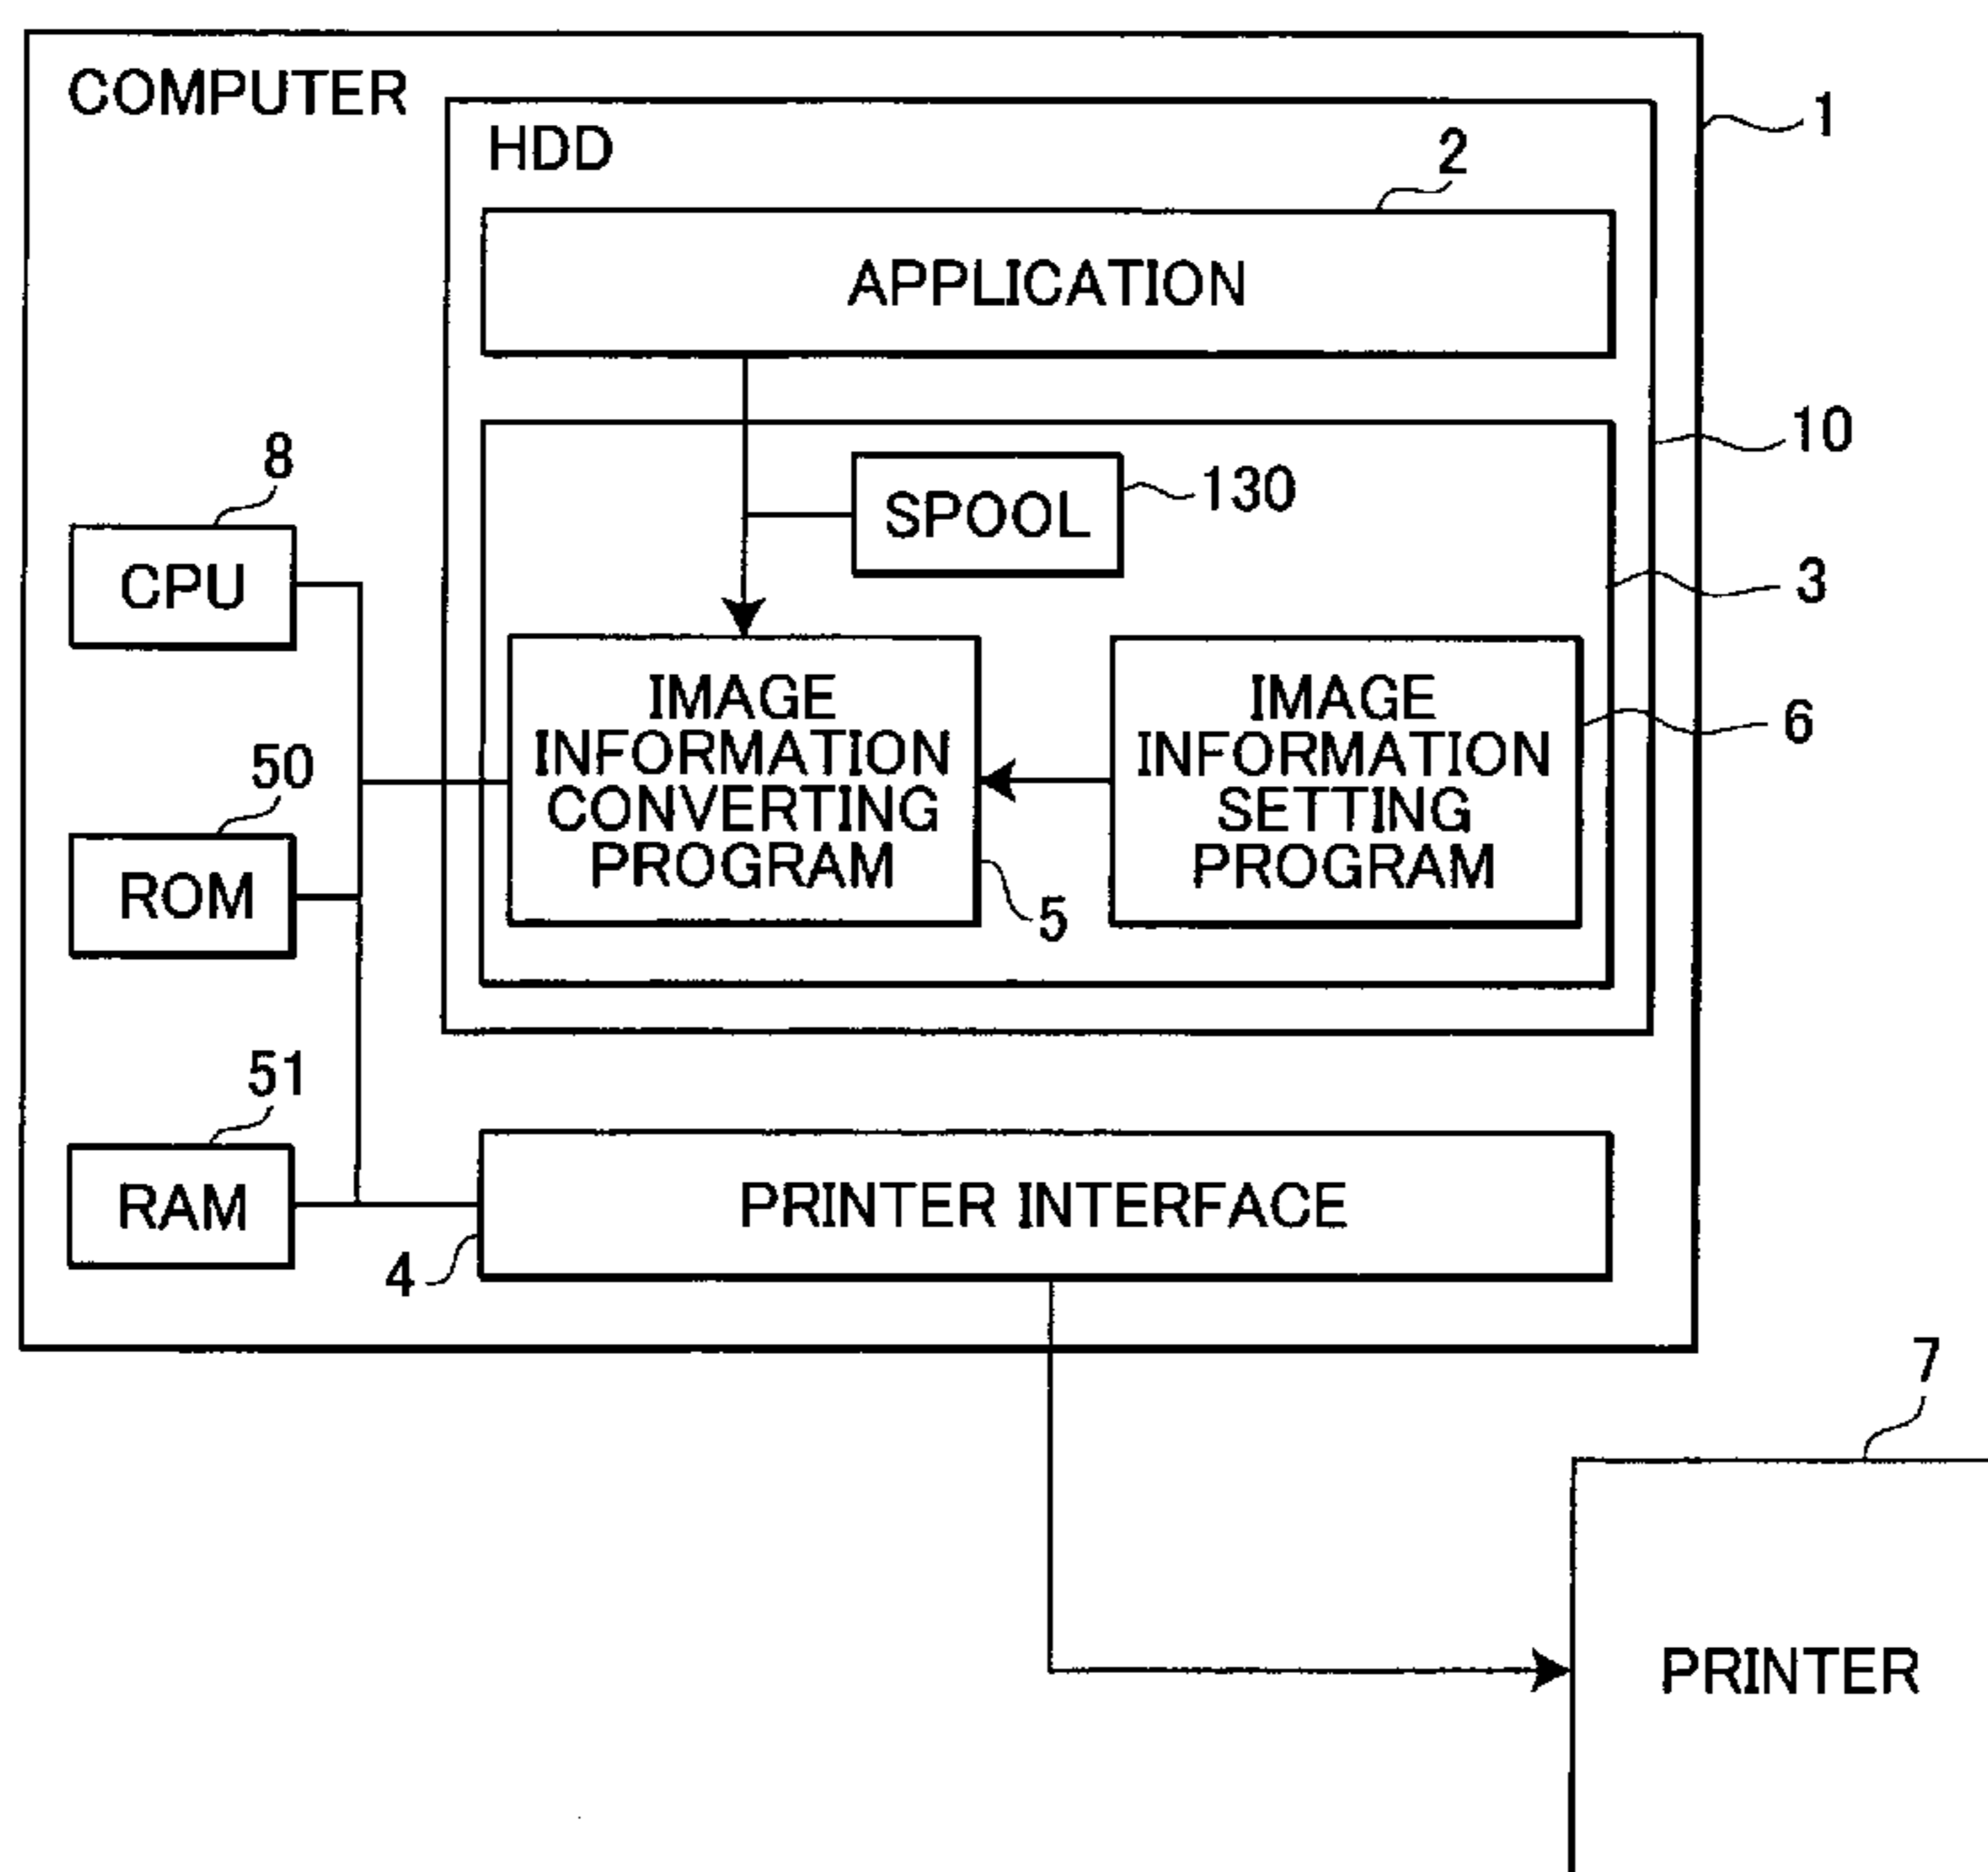 COMPUTER
1
HDD
2
APPLICATION
10
8
SPOOL
130
CPU
3
IMAGE
INFORMATION
CONVERTING
PROGRAM
IMAGE
INFORMATION
SETTING
PROGRAM
6
50
ROM
5
51
RAM
PRINTER INTERFACE
4
7
PRINTER